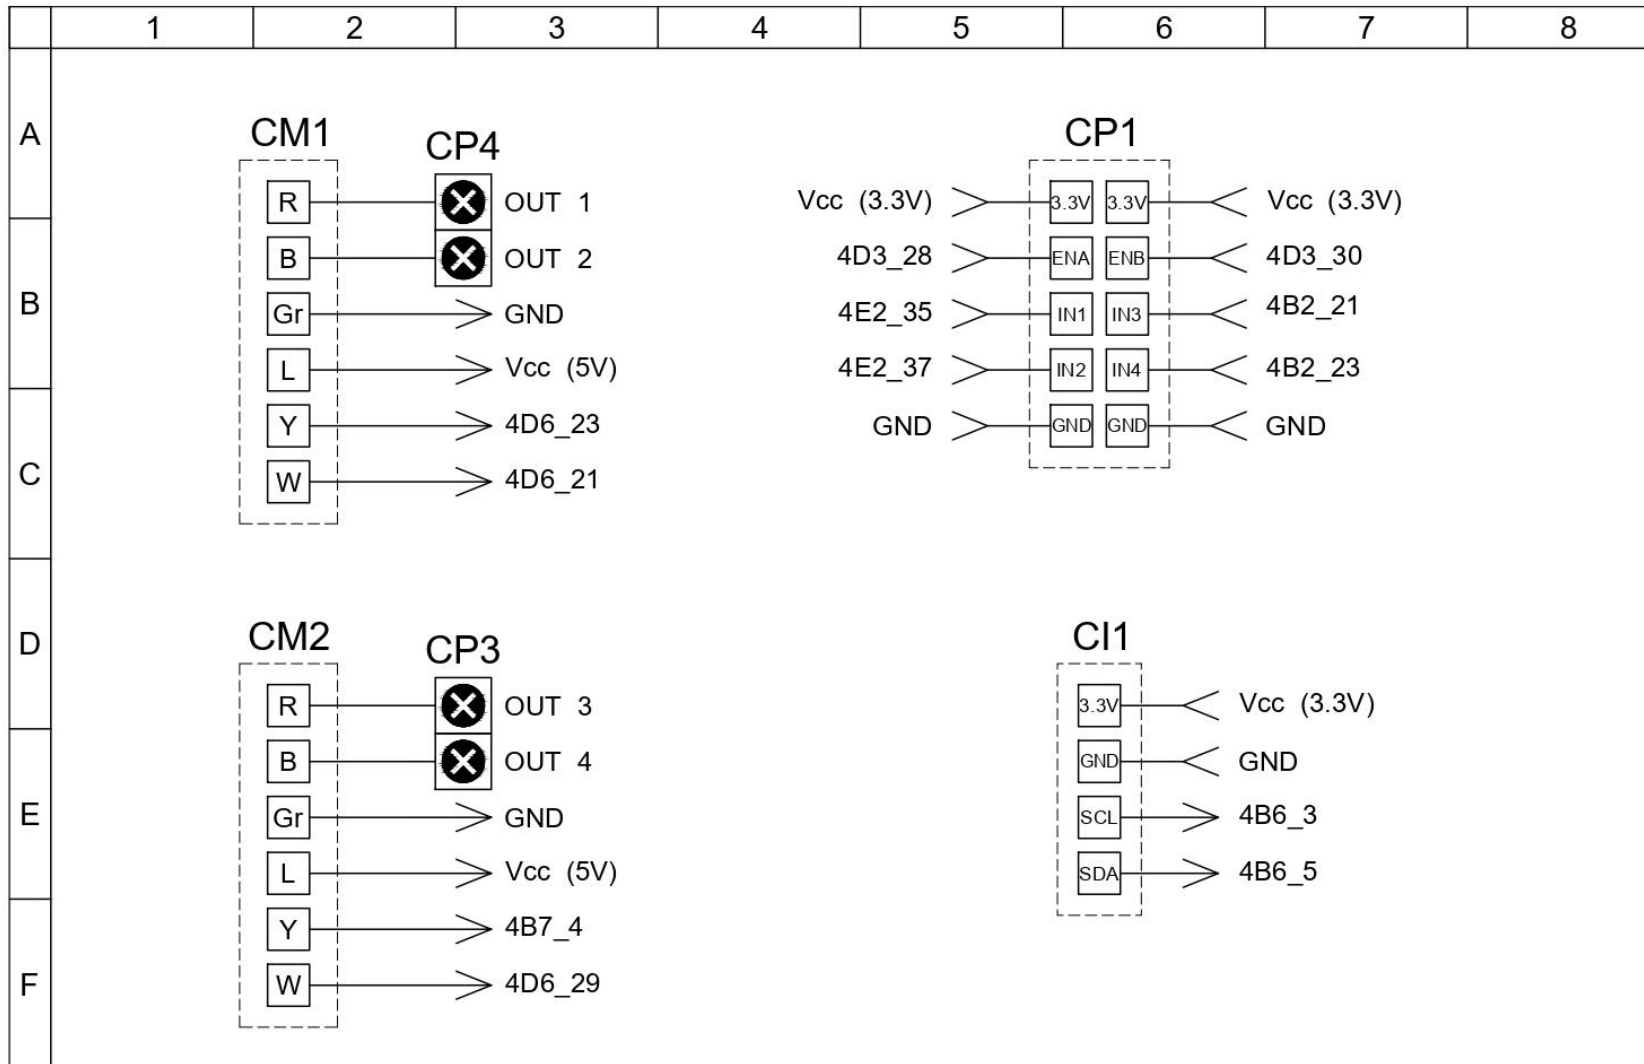 1 2 3 4 5 6 7 8
A
CM1 CP4 CP1
R OUT 1 Vcc (3.3V) 3.3V 3.3V Vcc (3.3V)
B OUT 2 4D3_28 ENA ENB 4D3_30
B
Gr GND 4E2_35 IN1 IN3 4B2_21
L Vcc (5V) 4E2_37 IN2 IN4 4B2_23
Y 4D6_23 GND GND GND GND
C
W 4D6_21
D
CM2 CP3 CI1
R OUT 3 3.3V Vcc (3.3V)
B OUT 4 GND GND
E
Gr GND SCL 4B6_3
L Vcc (5V) SDA 4B6_5
Y 4B7_4
F
W 4D6_29